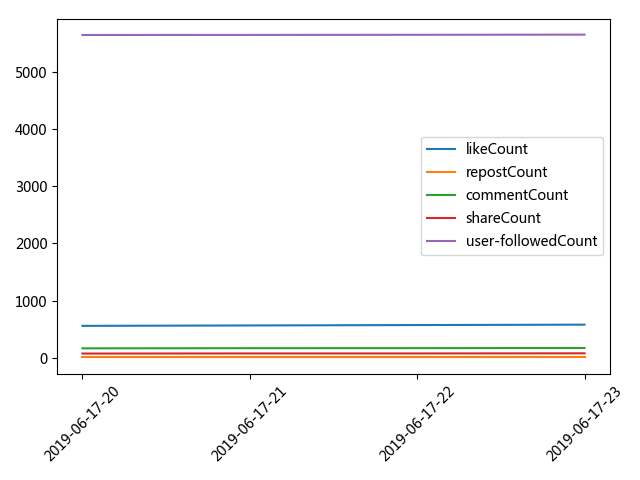 5000
4000
3000
2000
1000
0
likeCount
repostCount
commentCount
shareCount
user-followedCount
2019-06-17-20
2019-06-17-21
2019-06-17-22
2019-06-17-23